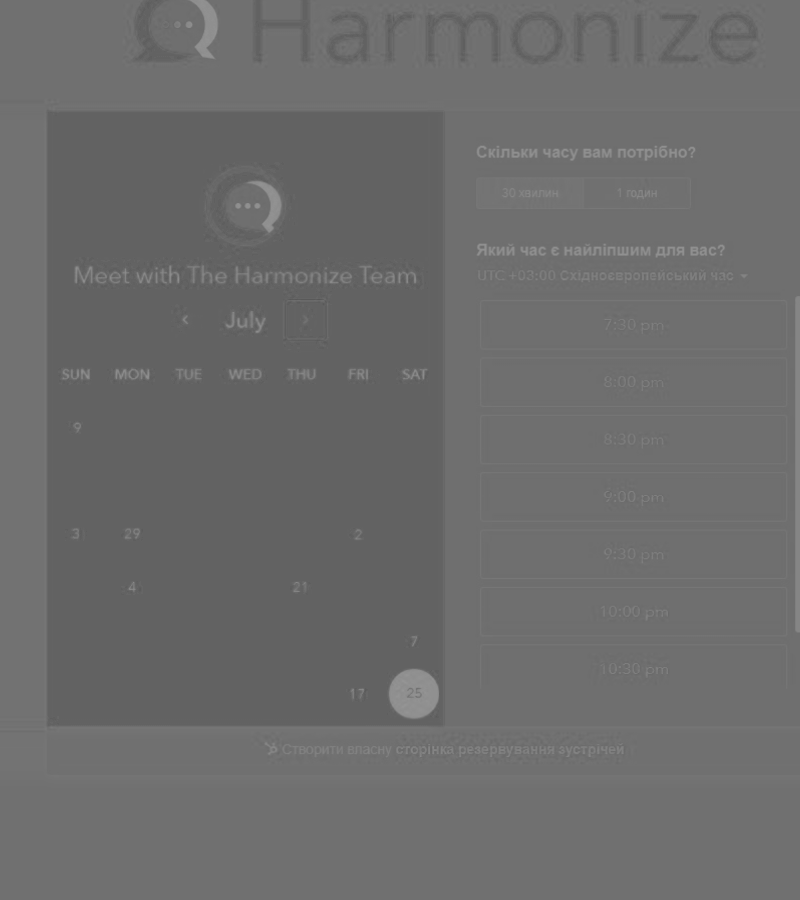 Harmonize
Meet with The Harmonize Team
July
SUN MON TUE WED THU FRI SAT
9
3 29 2
4 21
7
17 25
Скільки часу вам потрібно?
30 хвилин 1 годин
Який час є найліпшим для вас?
UTC +03:00 Східноєвропейський час
7:30 pm
8:00 pm
8:30 pm
9:00 pm
9:30 pm
10:00 pm
10:30 pm
Створити власну сторінка резервування зустрічей